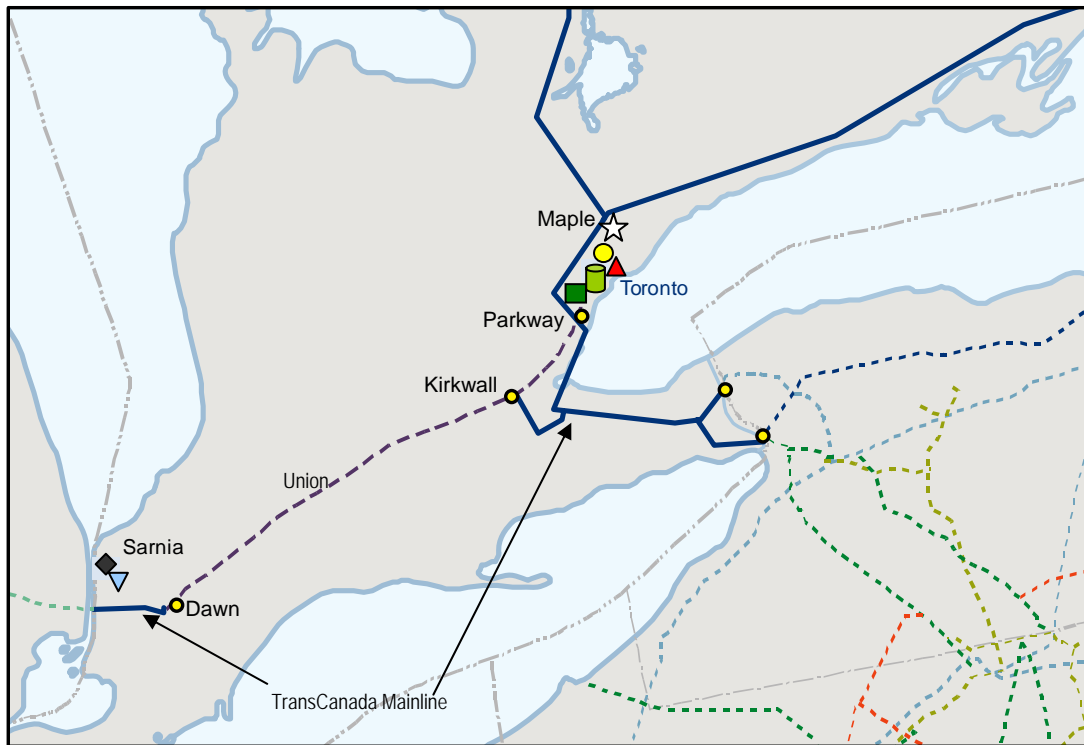 Maple
Toronto
Parkway
Kirkwall
Union
Sarnia
Dawn
TransCanada Mainline